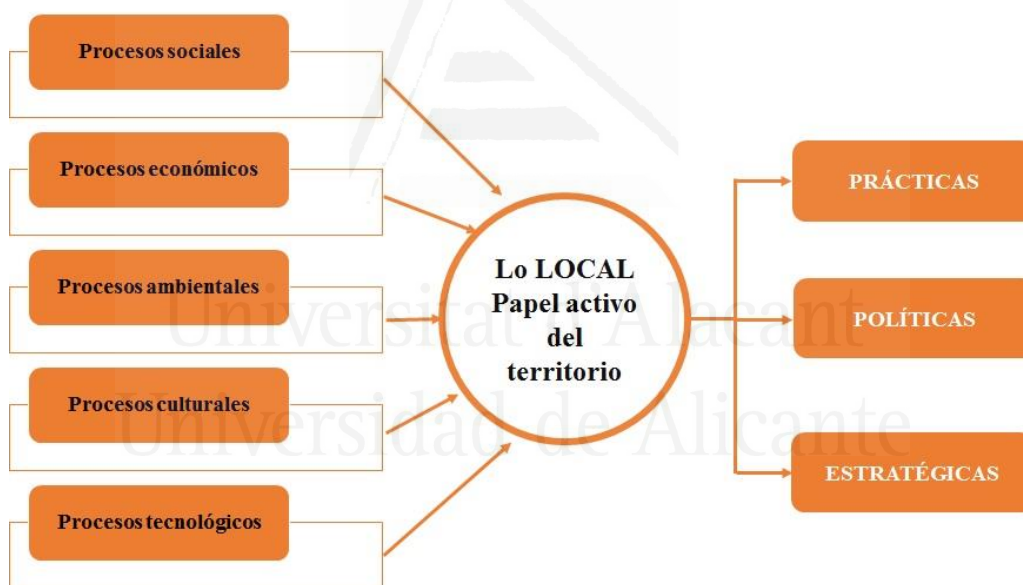 Procesos sociales
Procesos económicos
Procesos ambientales
Procesos culturales
Procesos tecnológicos
Lo LOCAL
Papel activo
del
territorio
PRÁCTICAS
POLÍTICAS
ESTRATÉGICAS
Universitat d'Alacant
Universidad de Alicante